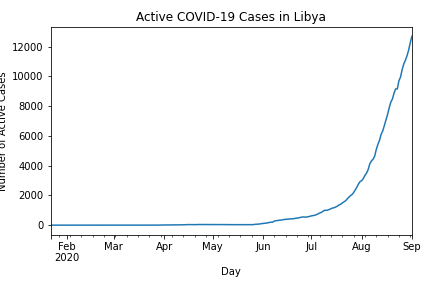 Active COVID-19 Cases in Libya
Number of Active Cases
12000
10000
8000
6000
4000
2000
0
Feb Mar Apr May Jun Jul Aug Sep
2020
Day